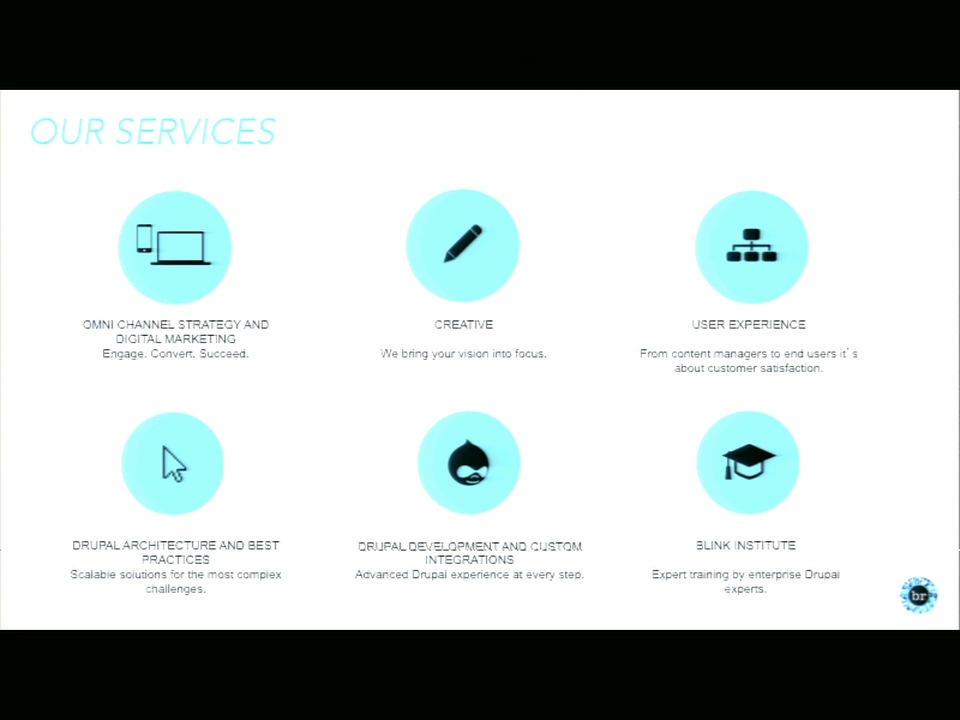 OUR SERVICES
OMNI CHANNEL STRATEGY AND
DIGITAL MARKETING
Engage. Convert. Succeed.
CREATIVE
We bring your vision into focus.
USER EXPERIENCE
From content managers to end users it's
about customer satisfaction.
DRUPAL ARCHITECTURE AND BEST
PRACTICES
Scalable solutions for the most complex
challenges.
DRUPAL DEVELOPMENT AND CUSTOM
INTEGRATIONS
Advanced Drupal experience at every step.
BLINK INSTITUTE
Expert training by enterprise Drupal
experts.
br